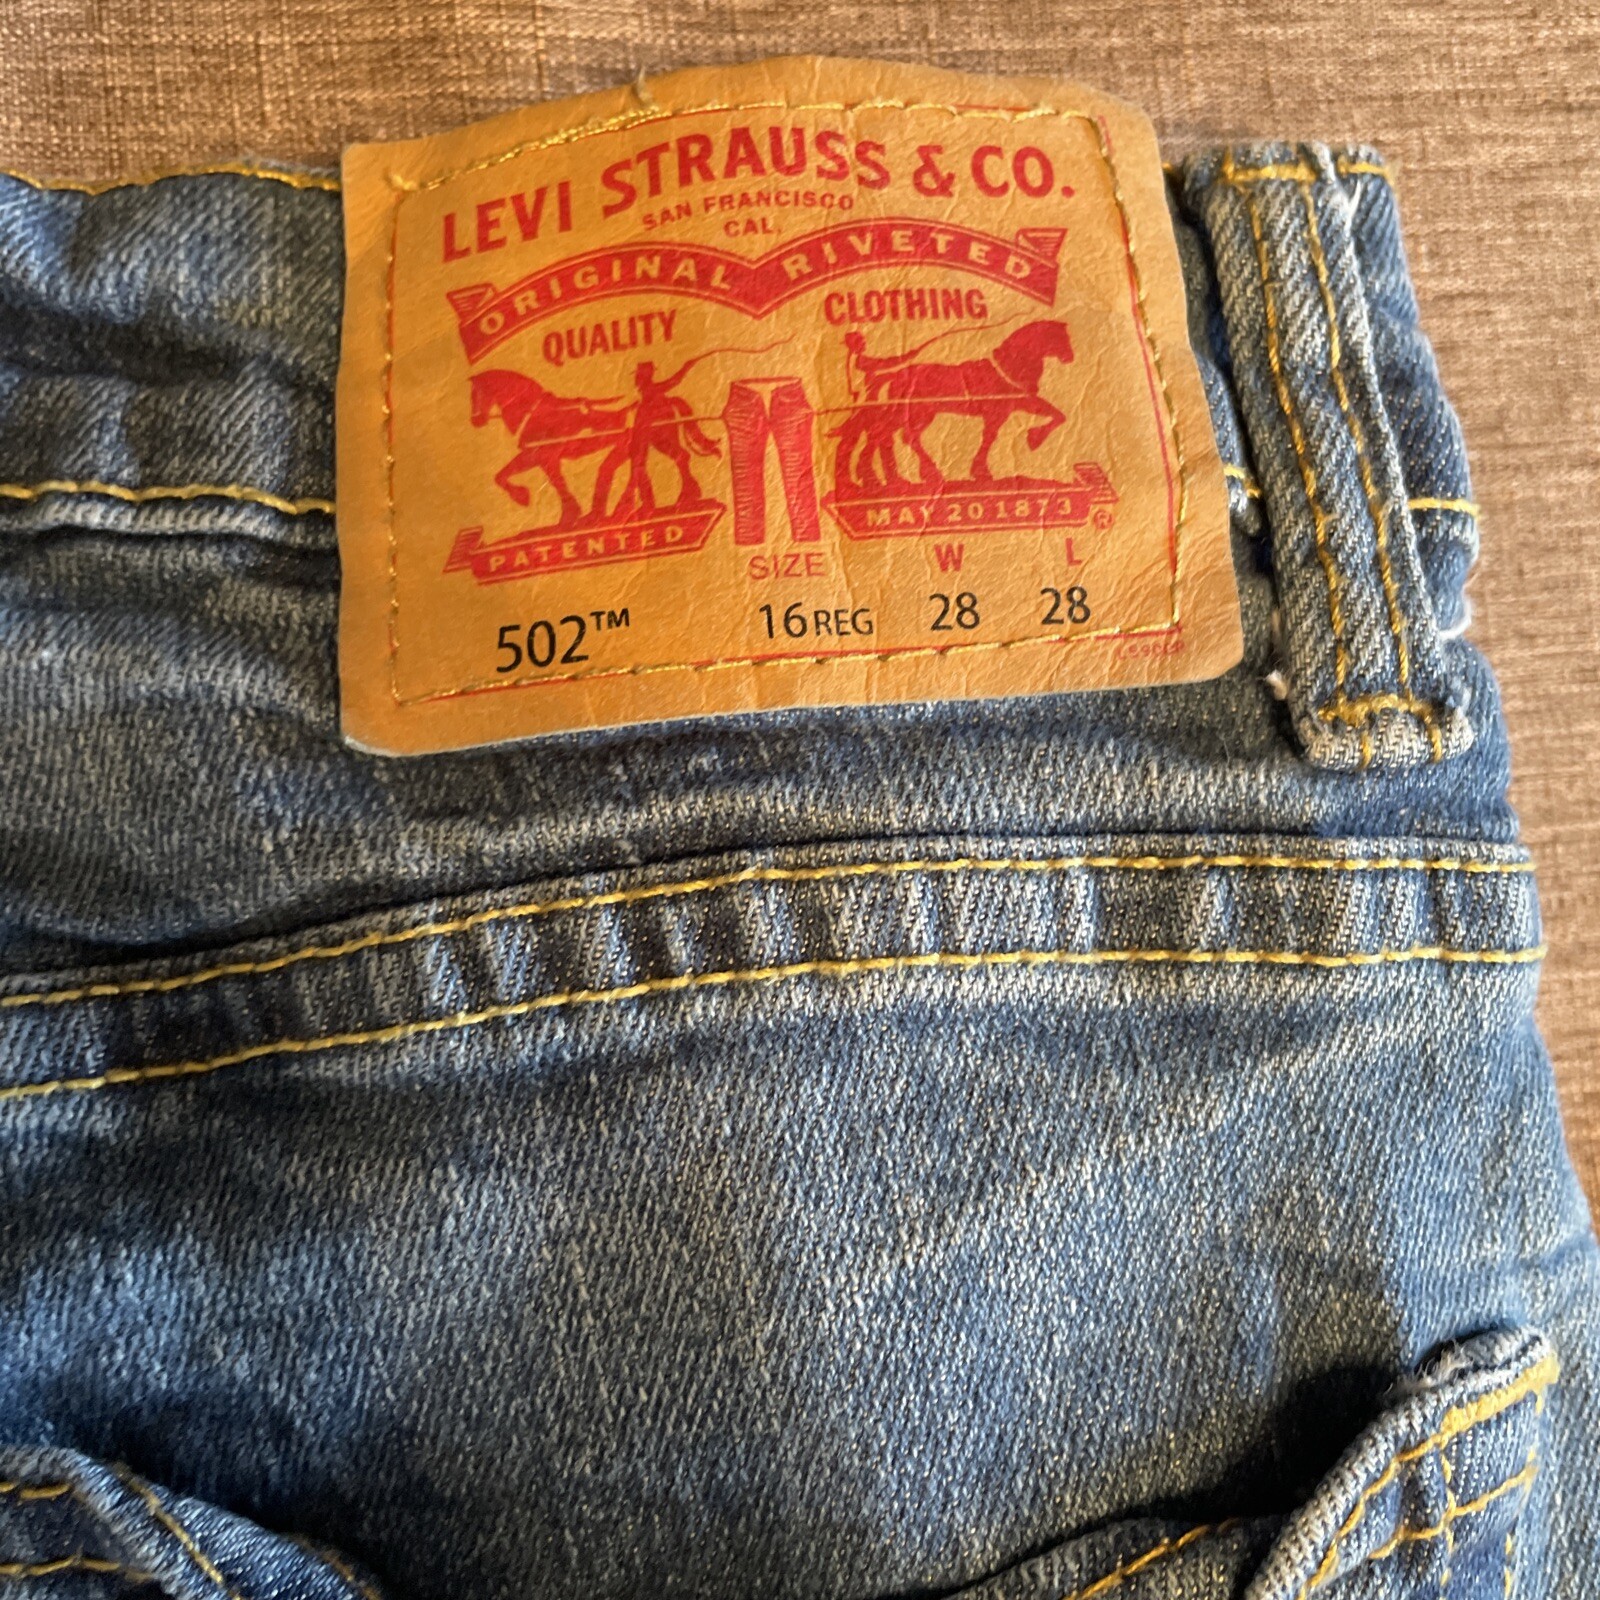 LEVI STRAUSS & CO.
SAN FRANCISCO
CAL.
ORIGINAL RIVETED
QUALITY CLOTHING
PATENTED MAY 20 1873 ®
SIZE W L
502™ 16 REG 28 28